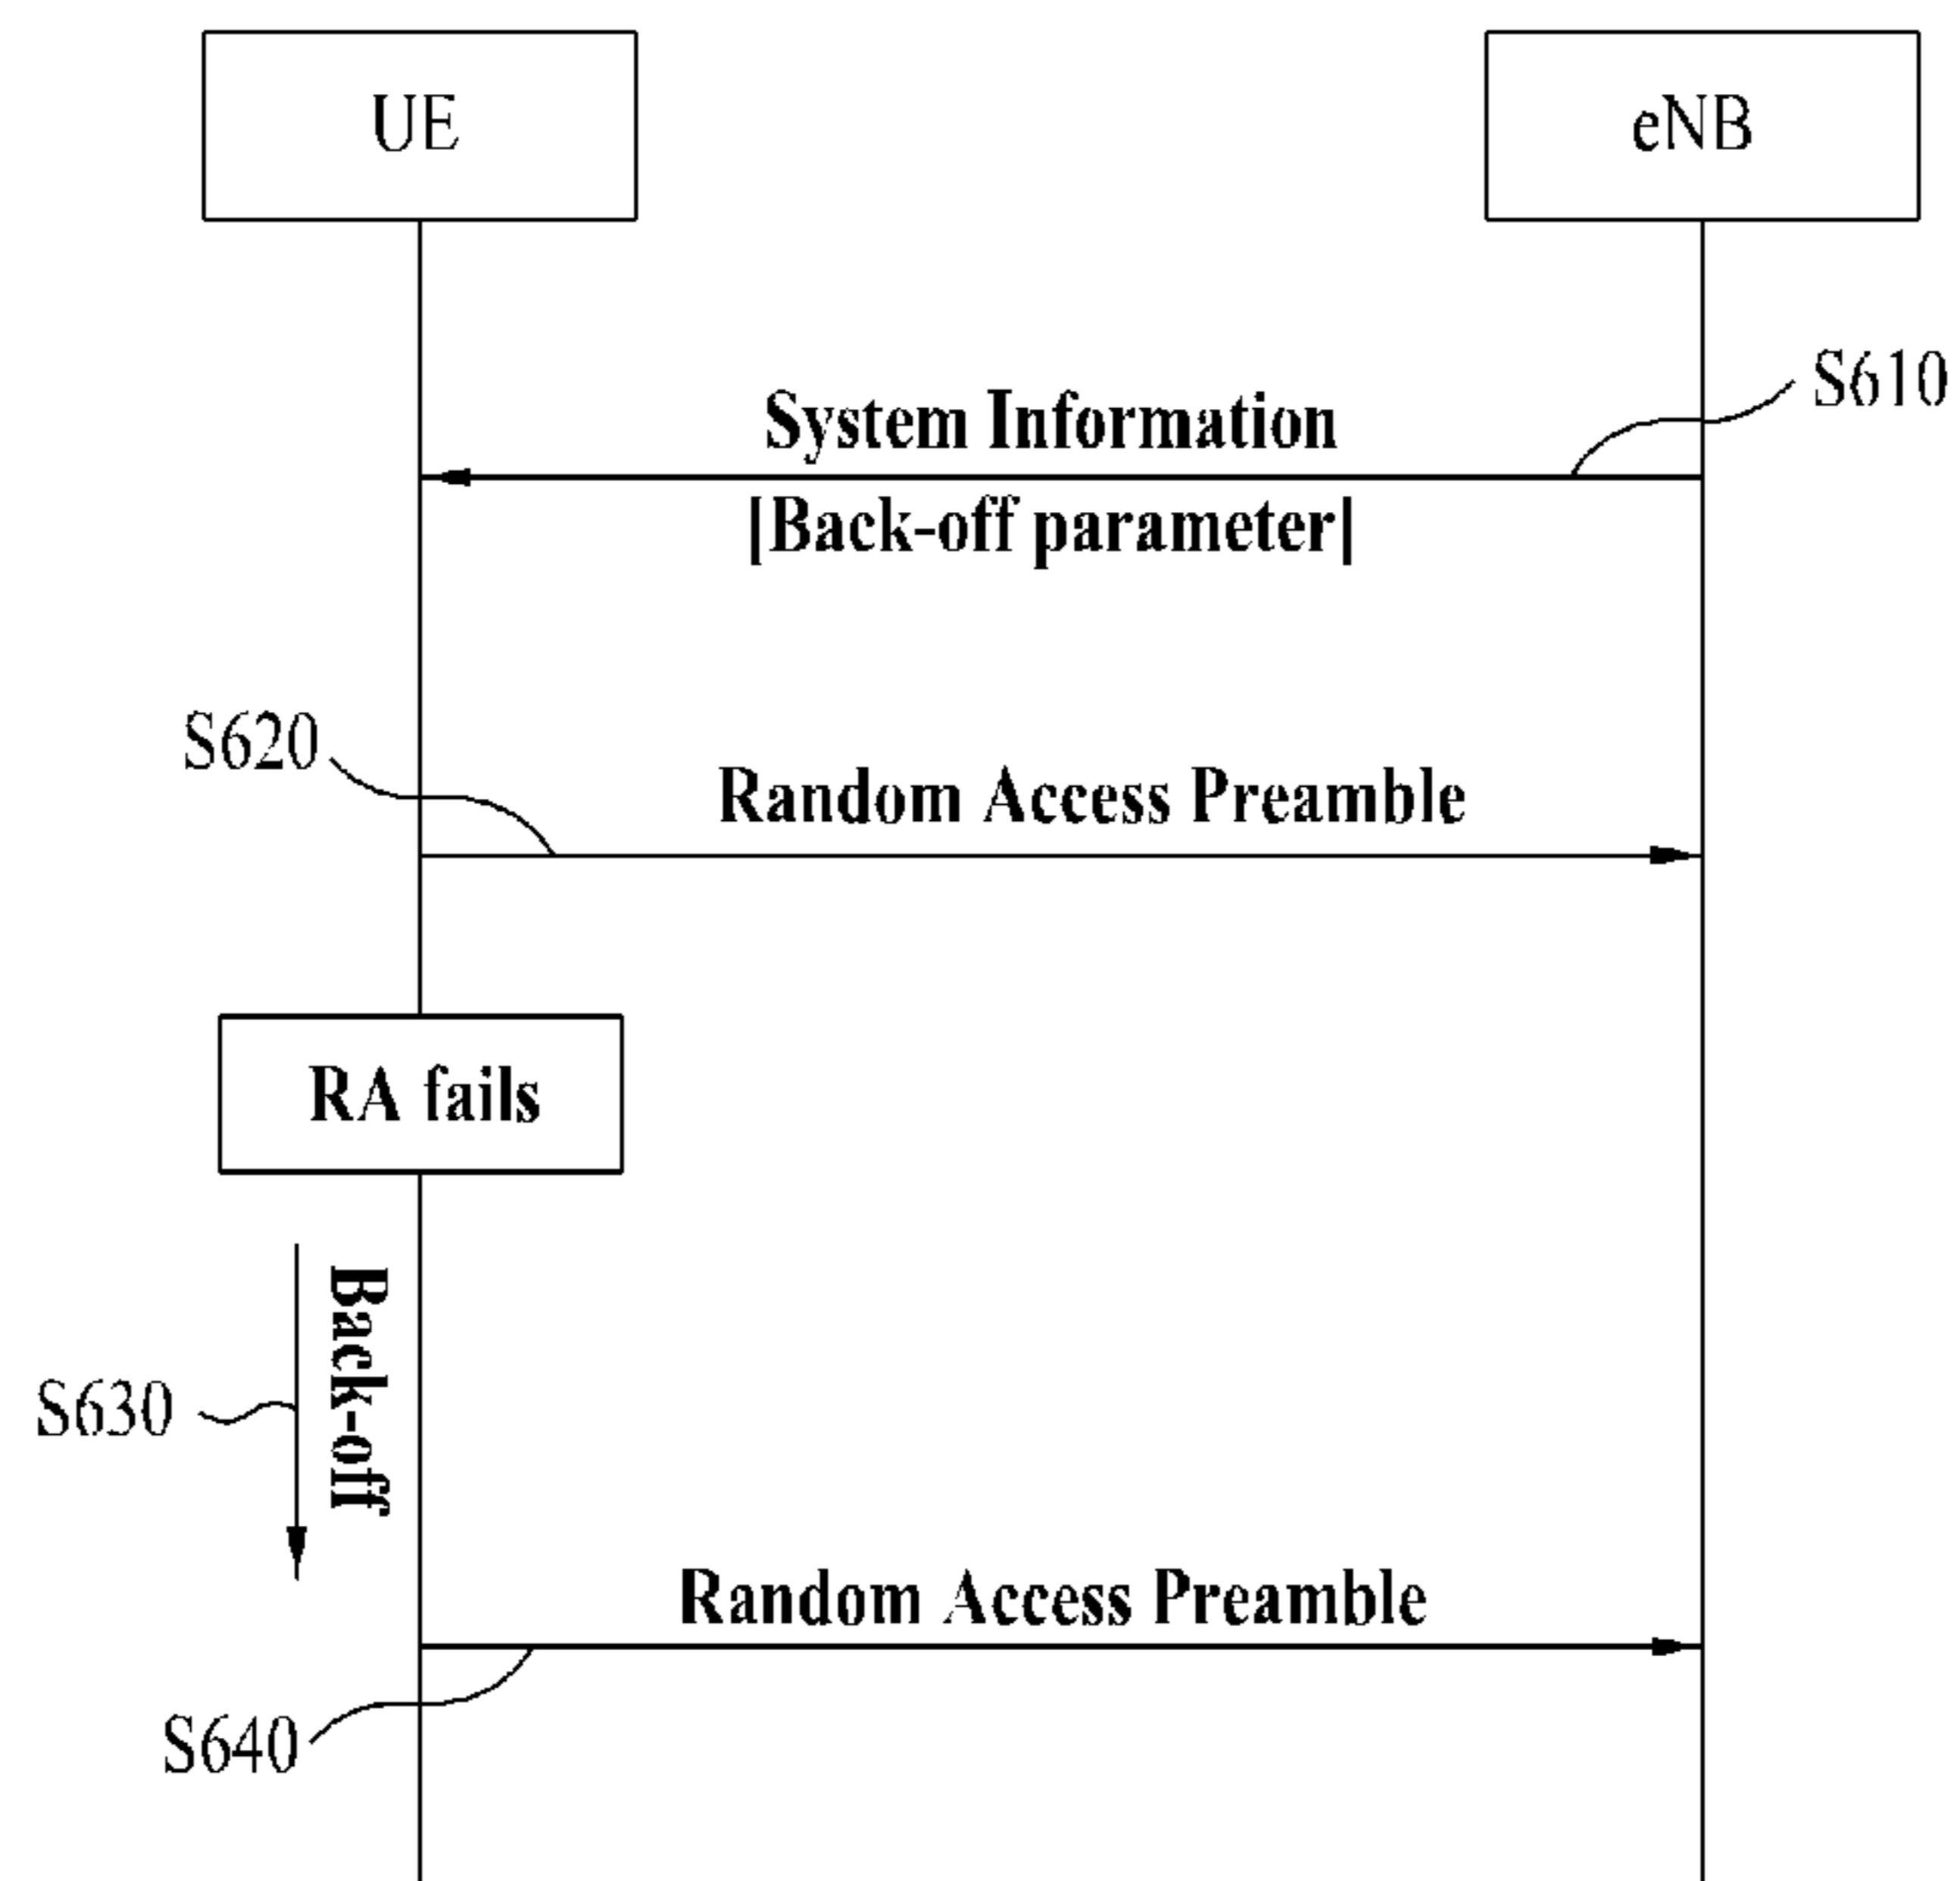 UE
eNB
S610
System Information
[Back-off parameter]
S620
Random Access Preamble
RA fails
Back-off
S630
Random Access Preamble
S640